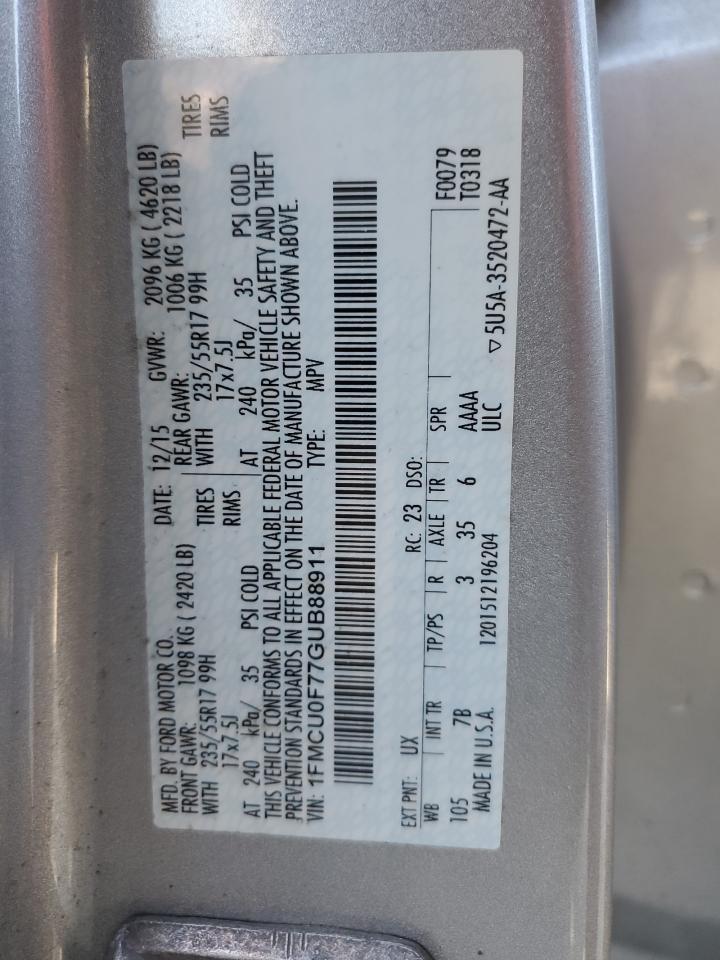 MFD. BY FORD MOTOR CO. DATE: 12/15 GVWR: 2096 KG ( 4620 LB)
FRONT GAWR: 1098 KG ( 2420 LB) REAR GAWR: 1006 KG ( 2218 LB)
WITH 235/55R17 99H TIRES WITH 235/55R17 99H TIRES
17x7.5J RIMS 17x7.5J RIMS
AT 240 kPa/ 35 PSI COLD AT 240 kPa/ 35 PSI COLD
THIS VEHICLE CONFORMS TO ALL APPLICABLE FEDERAL MOTOR VEHICLE SAFETY AND THEFT
PREVENTION STANDARDS IN EFFECT ON THE DATE OF MANUFACTURE SHOWN ABOVE.
VIN: 1FMCU0F77GUB88911 TYPE: MPV
F0079
EXT PNT: UX RC: 23 DSO: T0318
WB INT TR TP/PS R AXLE TR SPR
105 7B 3 35 6 AAAA
MADE IN U.S.A. 1201512196204 ULC
▽ 5U5A-3520472-AA